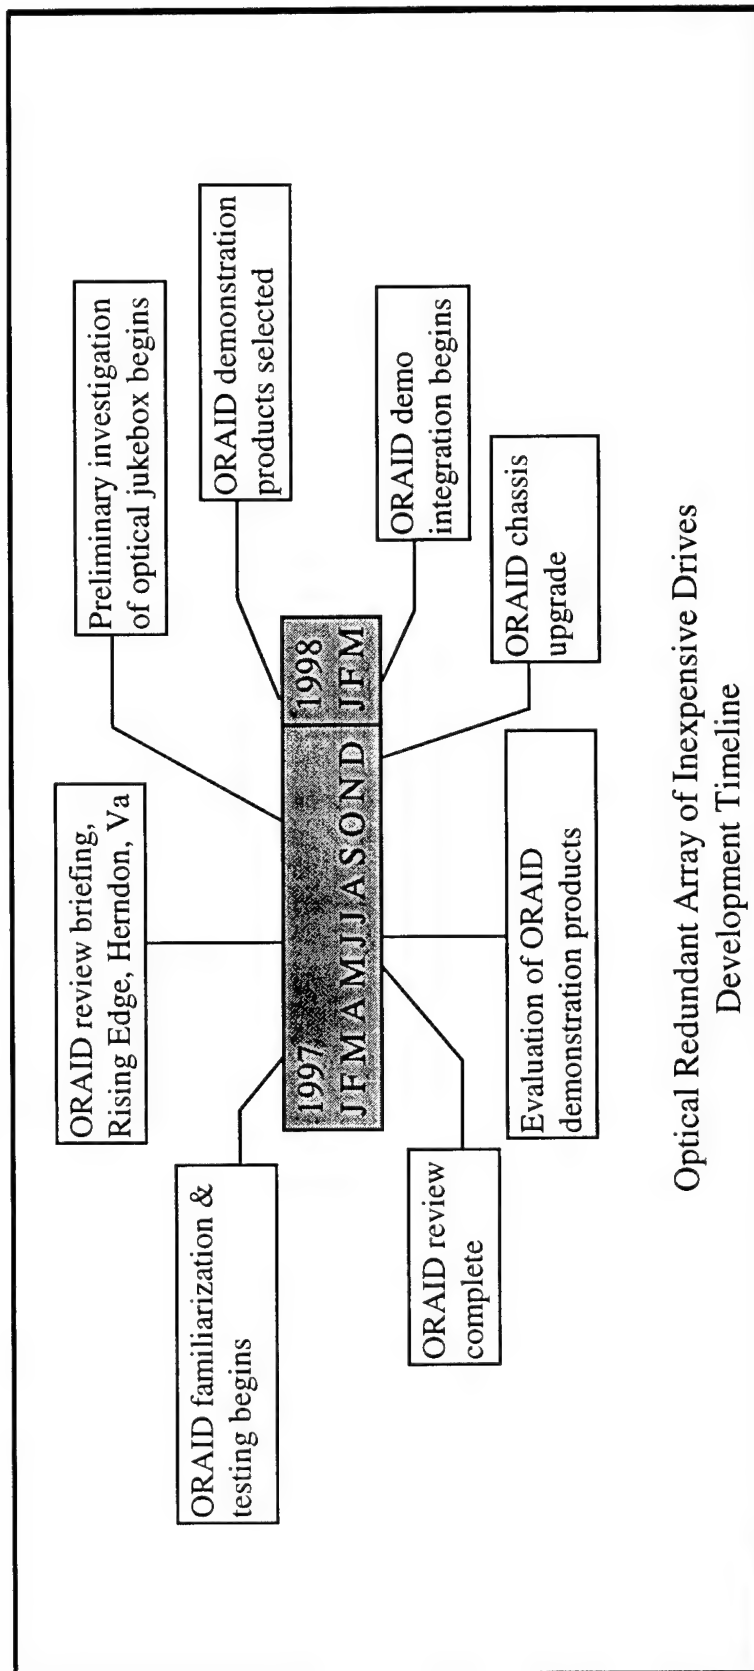 ORAID review briefing,
Rising Edge, Herndon, Va
Preliminary investigation
of optical jukebox begins
ORAID familiarization &
testing begins
ORAID demonstration
products selected
1997
1998
J F M A M J J A S O N D
J F M
ORAID review
complete
ORAID demo
integration begins
Evaluation of ORAID
demonstration products
ORAID chassis
upgrade
Optical Redundant Array of Inexpensive Drives
Development Timeline